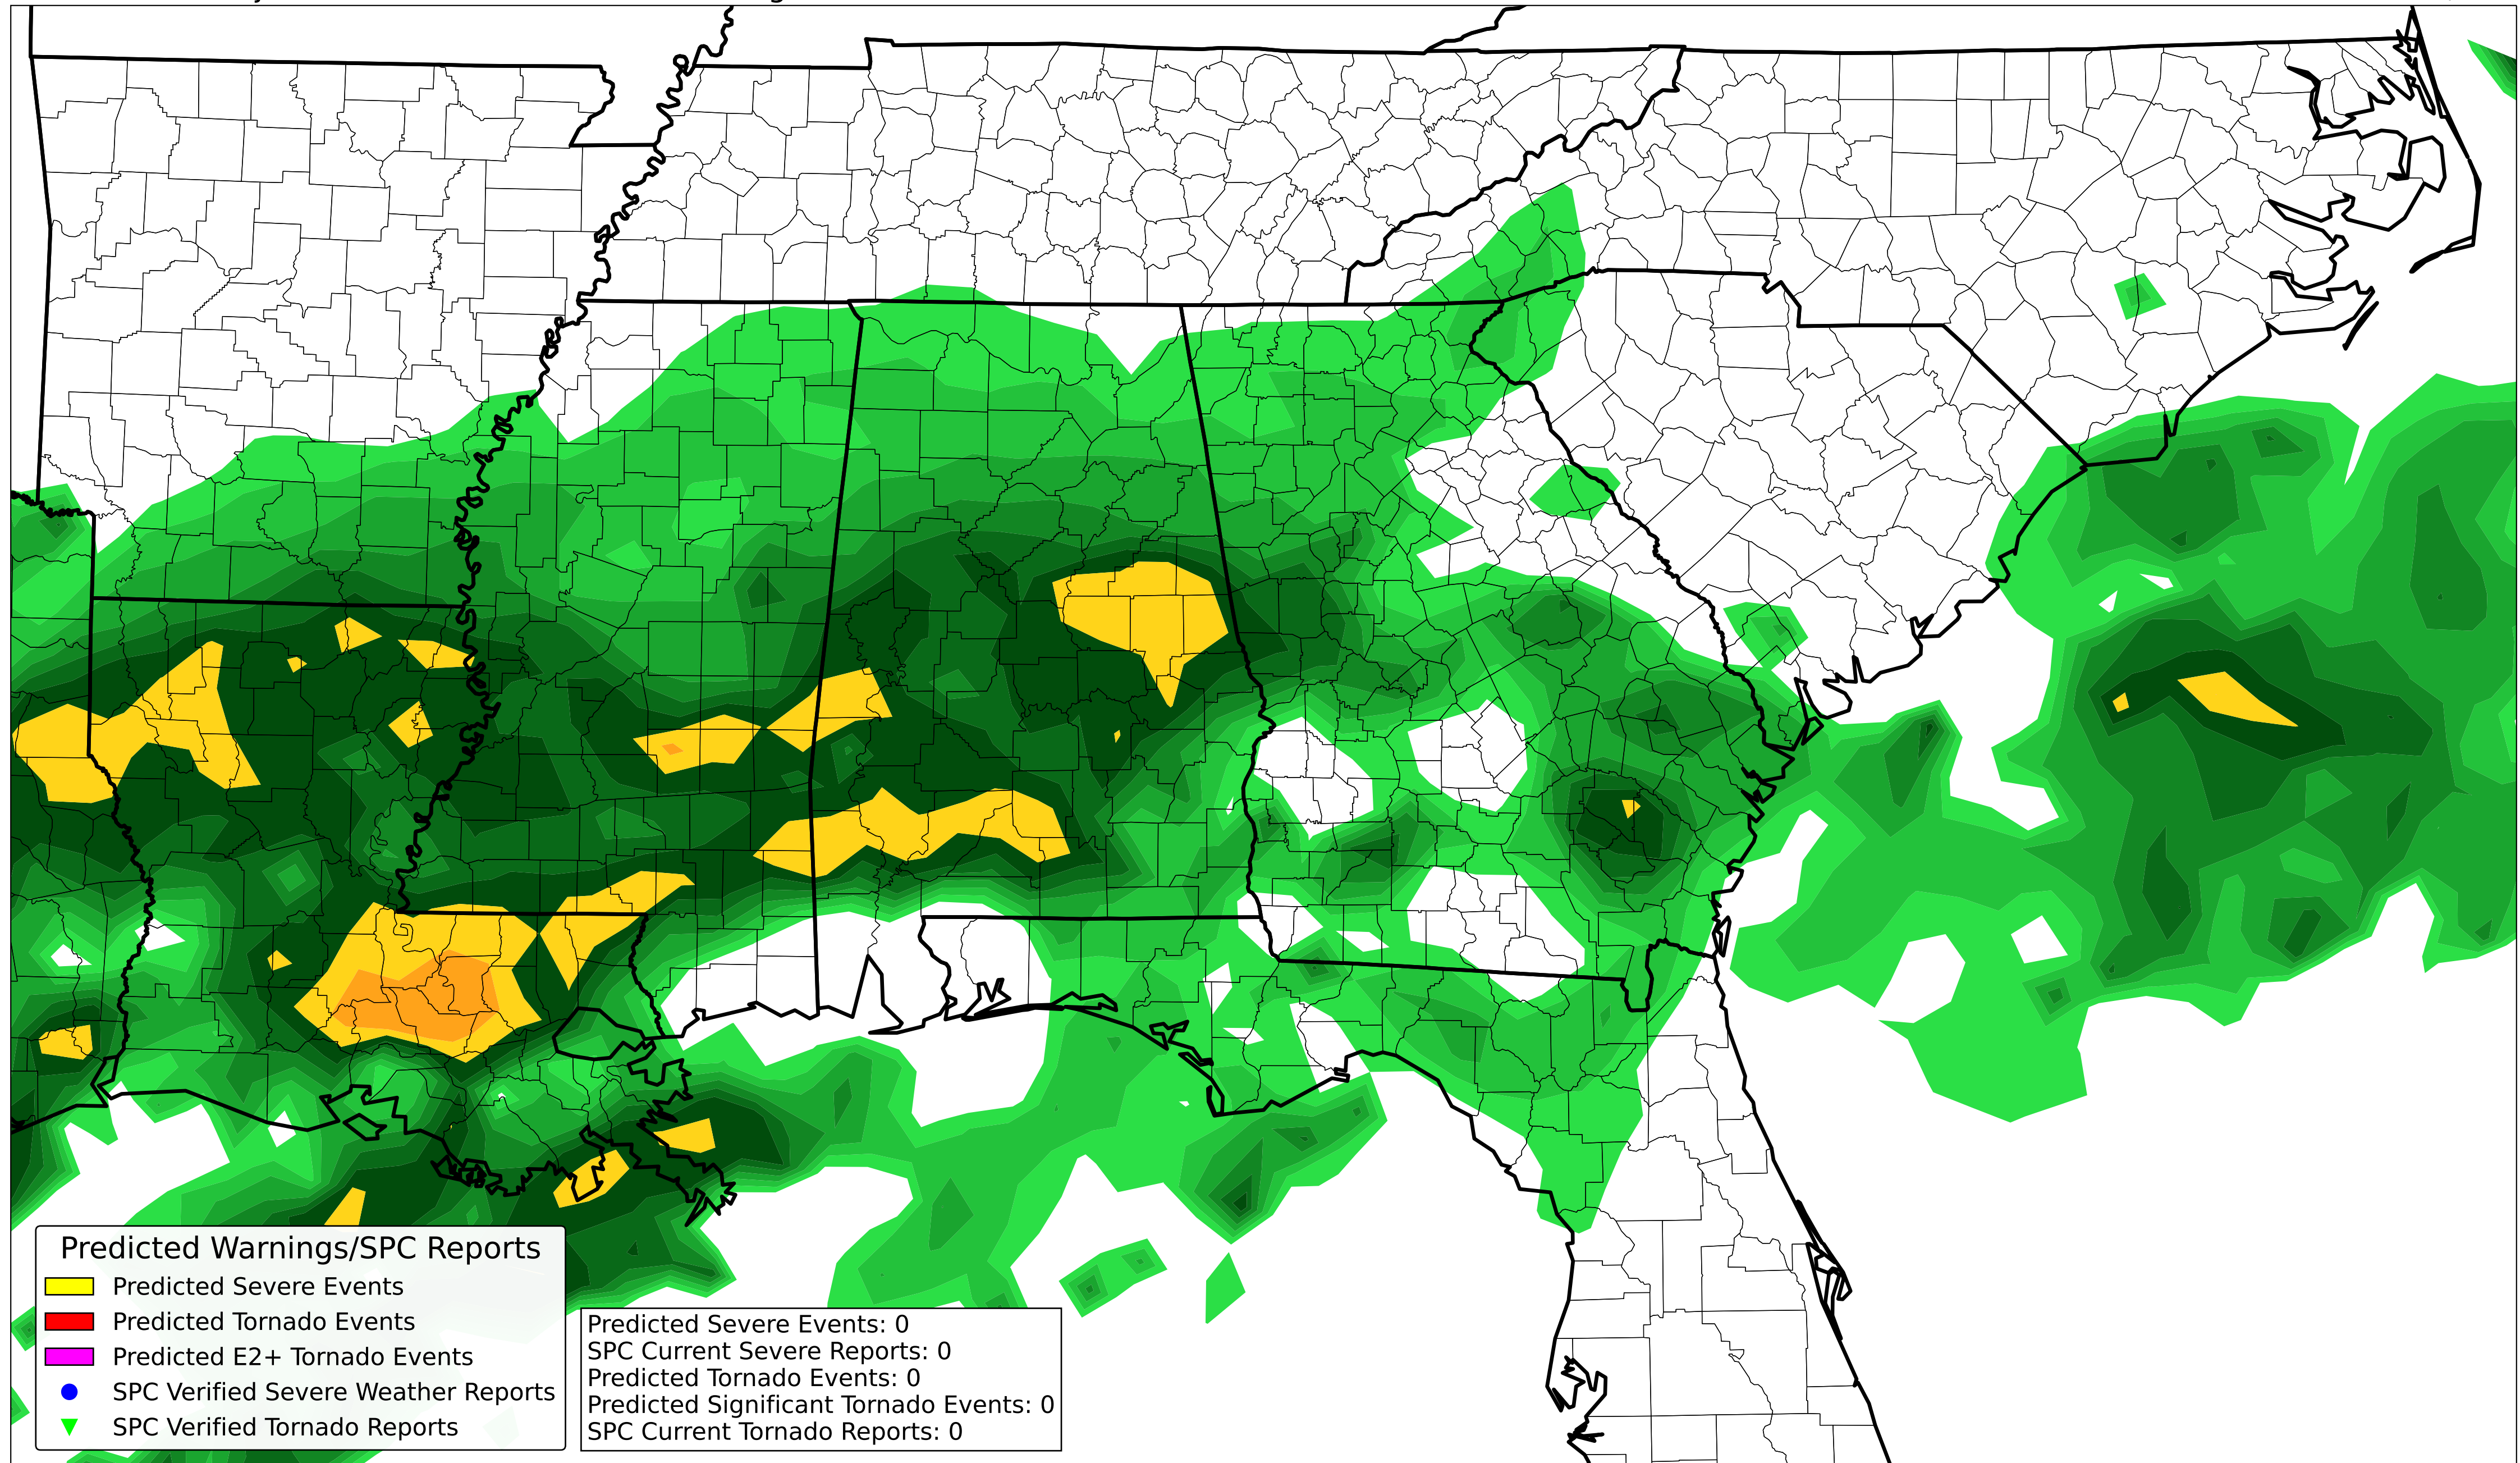 Predicted Warnings/SPC Reports
Predicted Severe Events
Predicted Tornado Events
Predicted E2+ Tornado Events
SPC Verified Severe Weather Reports
SPC Verified Tornado Reports
Predicted Severe Events: 0
SPC Current Severe Reports: 0
Predicted Tornado Events: 0
Predicted Significant Tornado Events: 0
SPC Current Tornado Reports: 0